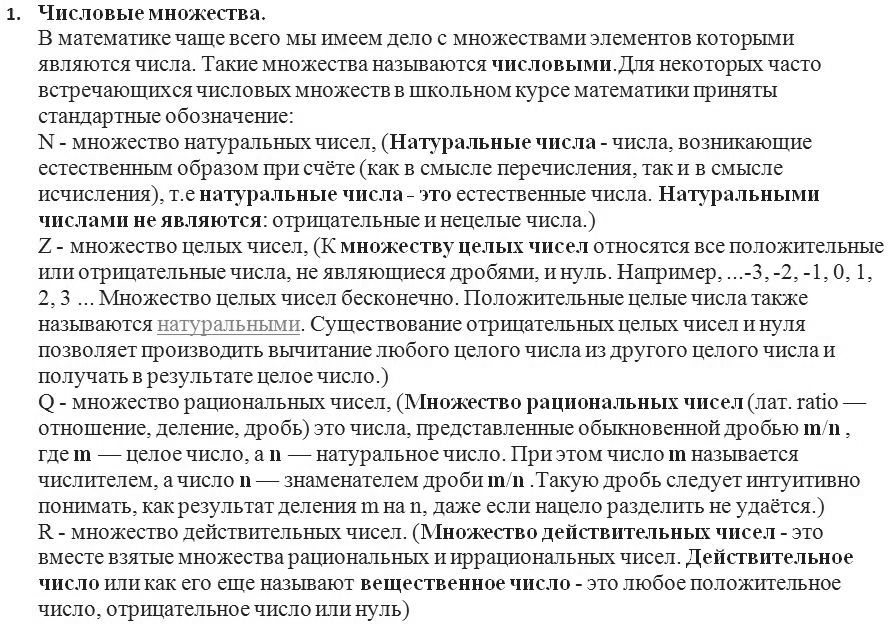 1. Числовые множества.
В математике чаще всего мы имеем дело с множествами элементов которыми
являются числа. Такие множества называются числовыми.Для некоторых часто
встречающихся числовых множеств в школьном курсе математики приняты
стандартные обозначение:
N - множество натуральных чисел, (Натуральные числа - числа, возникающие
естественным образом при счёте (как в смысле перечисления, так и в смысле
исчисления), т.е натуральные числа - это естественные числа. Натуральными
числами не являются: отрицательные и нецелые числа.)
Z - множество целых чисел, (К множеству целых чисел относятся все положительные
или отрицательные числа, не являющиеся дробями, и нуль. Например, ...-3, -2, -1, 0, 1,
2, 3 ... Множество целых чисел бесконечно. Положительные целые числа также
называются натуральными. Существование отрицательных целых чисел и нуля
позволяет производить вычитание любого целого числа из другого целого числа и
получать в результате целое число.)
Q - множество рациональных чисел, (Множество рациональных чисел (лат. ratio —
отношение, деление, дробь) это числа, представленные обыкновенной дробью m/n ,
где m — целое число, а n — натуральное число. При этом число m называется
числителем, а число n — знаменателем дроби m/n .Такую дробь следует интуитивно
понимать, как результат деления m на n, даже если нацело разделить не удаётся.)
R - множество действительных чисел. (Множество действительных чисел - это
вместе взятые множества рациональных и иррациональных чисел. Действительное
число или как его еще называют вещественное число - это любое положительное
число, отрицательное число или нуль)